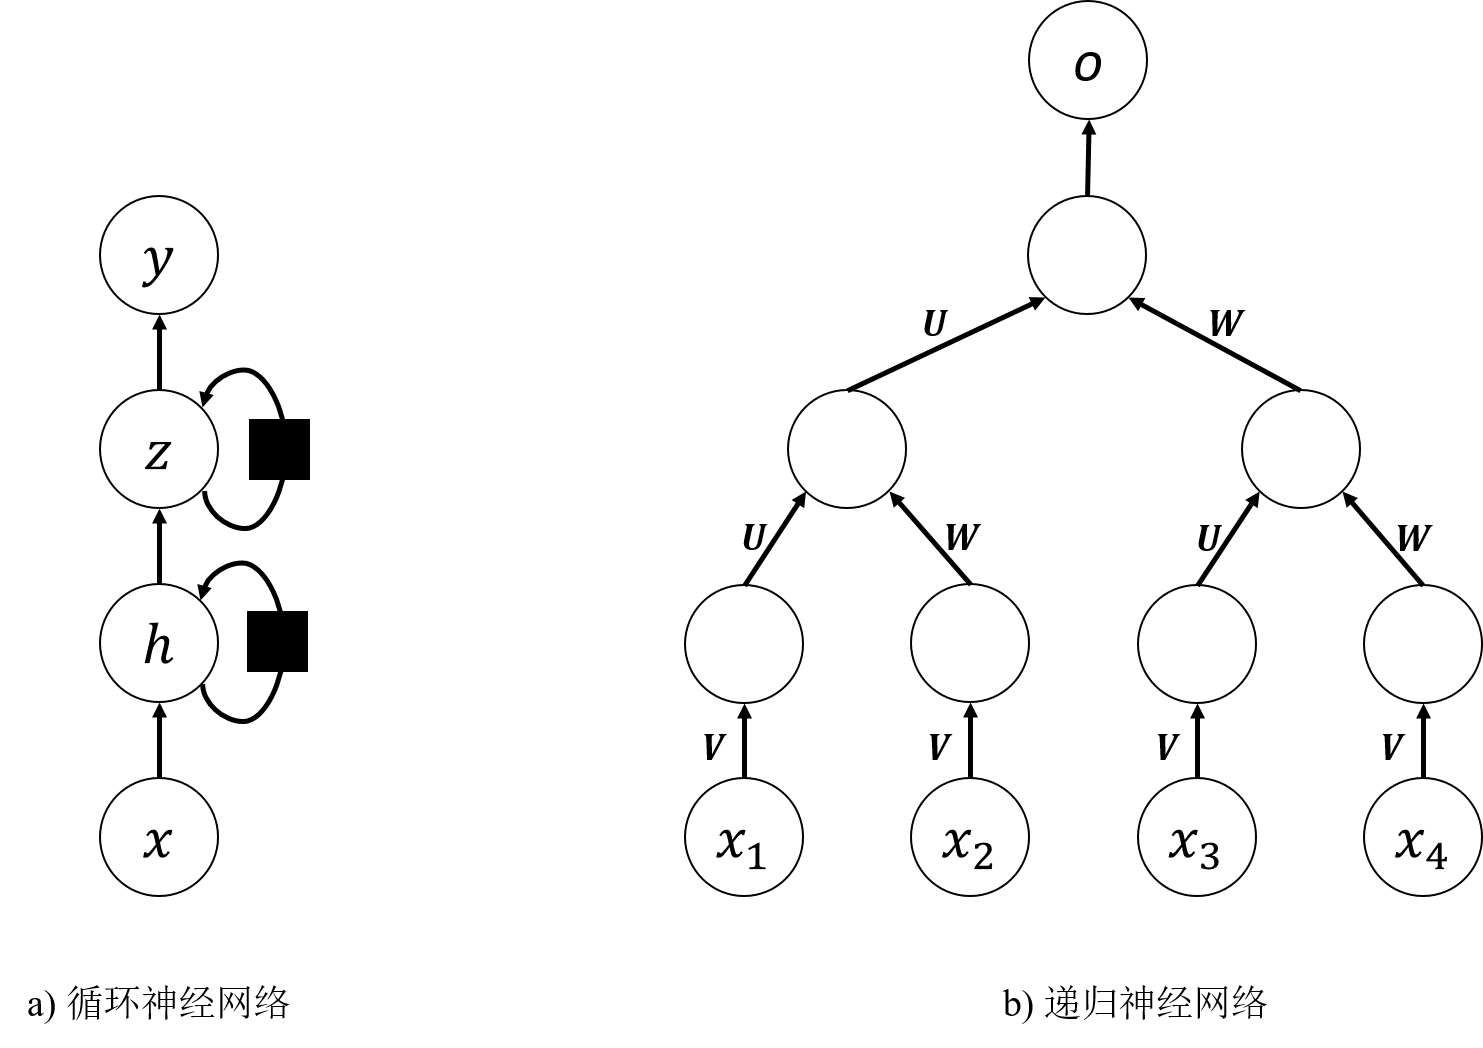 o
y
U W
z
U W U W
h
V V V V
x x₁ x₂ x₃ x₄
a) 循环神经网络 b) 递归神经网络